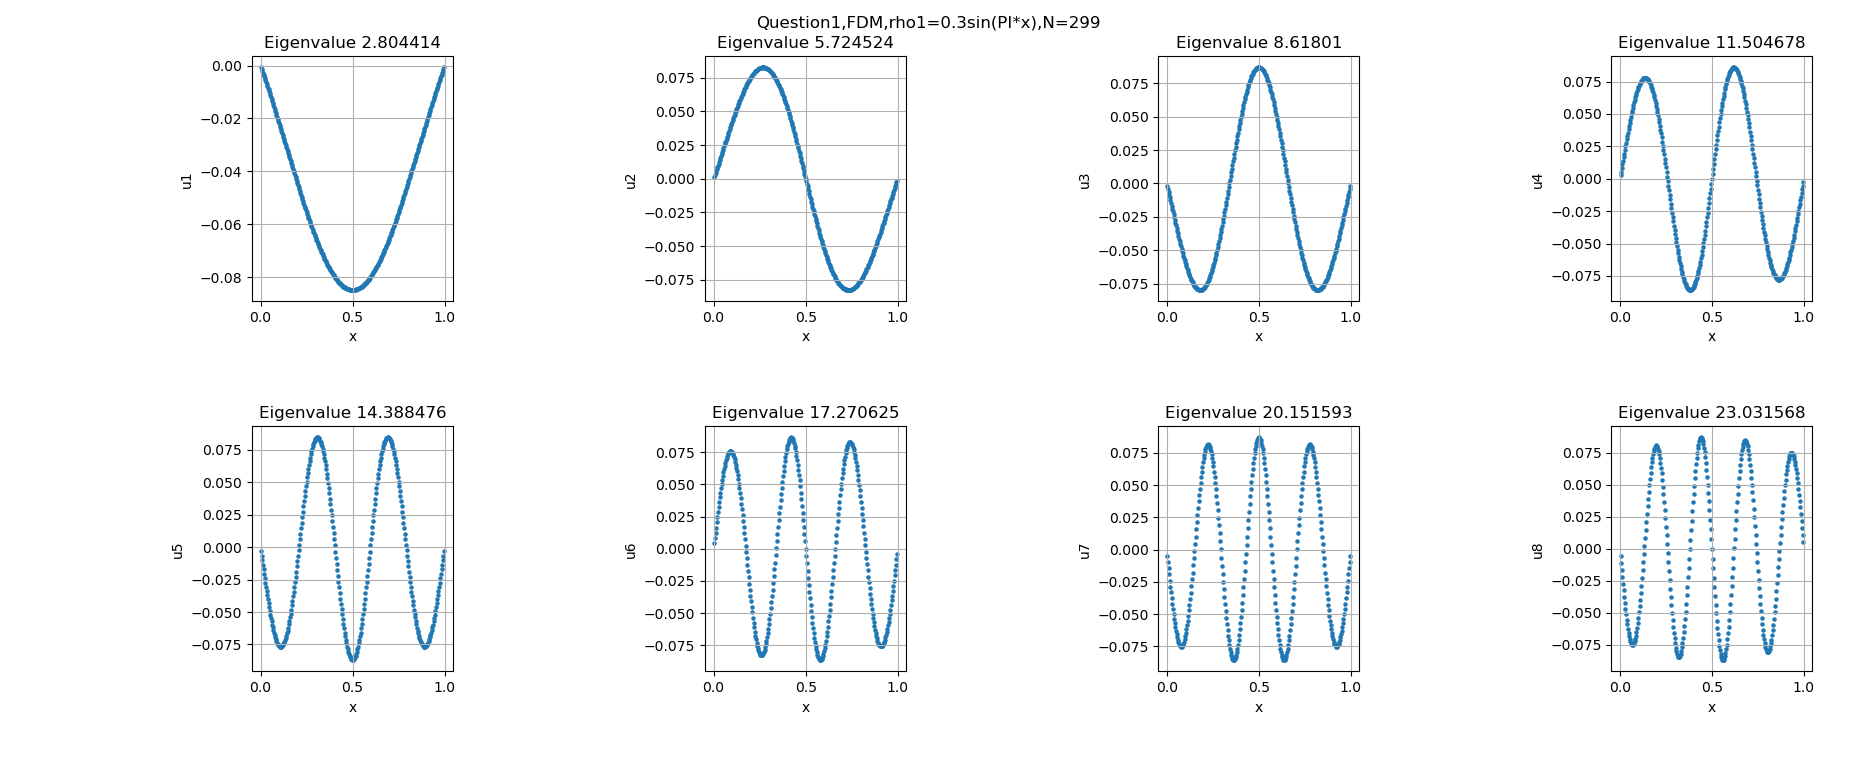 Question1,FDM,rho1=0.3sin(PI*x),N=299
Eigenvalue 2.804414
0.00
−0.02
−0.04
−0.06
−0.08
u1
0.0 0.5 1.0
x
Eigenvalue 5.724524
0.075
0.050
0.025
0.000
−0.025
−0.050
−0.075
u2
0.0 0.5 1.0
x
Eigenvalue 8.61801
0.075
0.050
0.025
0.000
−0.025
−0.050
−0.075
u3
0.0 0.5 1.0
x
Eigenvalue 11.504678
0.075
0.050
0.025
0.000
−0.025
−0.050
−0.075
u4
0.0 0.5 1.0
x
Eigenvalue 14.388476
0.075
0.050
0.025
0.000
−0.025
−0.050
−0.075
u5
0.0 0.5 1.0
x
Eigenvalue 17.270625
0.075
0.050
0.025
0.000
−0.025
−0.050
−0.075
u6
0.0 0.5 1.0
x
Eigenvalue 20.151593
0.075
0.050
0.025
0.000
−0.025
−0.050
−0.075
u7
0.0 0.5 1.0
x
Eigenvalue 23.031568
0.075
0.050
0.025
0.000
−0.025
−0.050
−0.075
u8
0.0 0.5 1.0
x